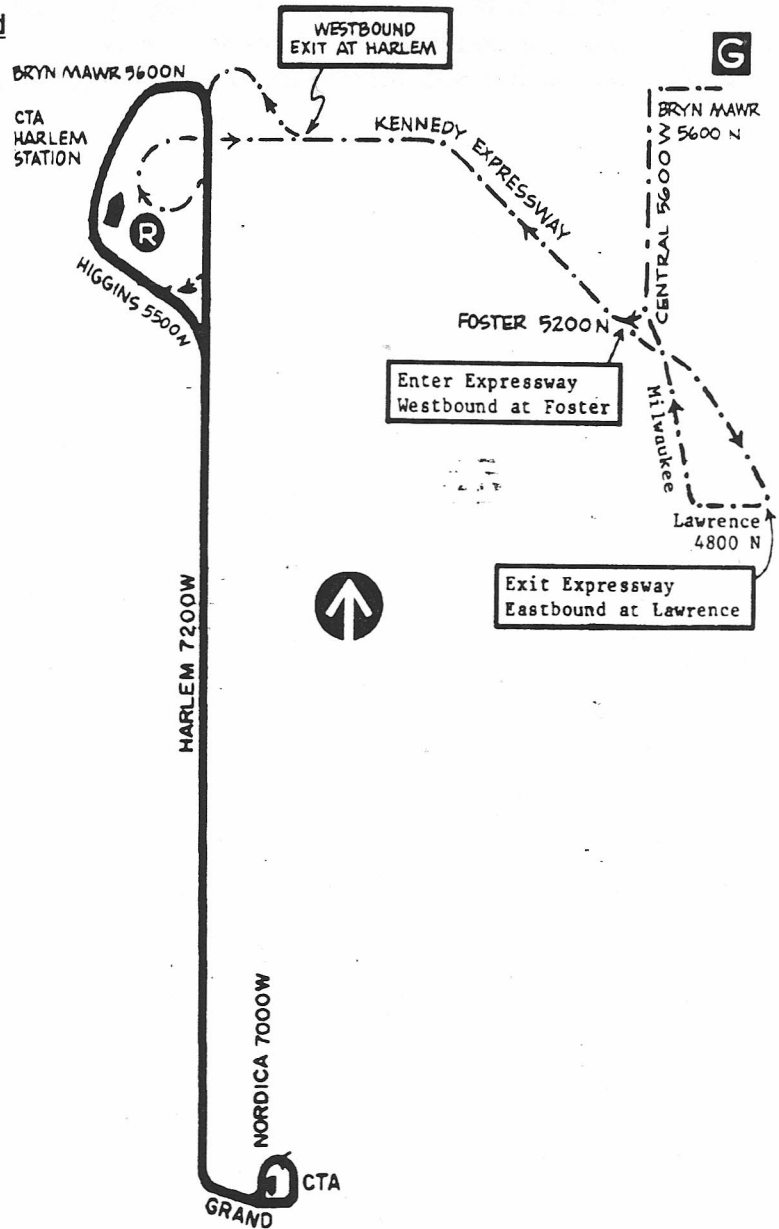 d
WESTBOUND
EXIT AT HARLEM
G
BRYN MAWR 5600N
BRYN MAWR
5600 N
CTA
HARLEM
STATION
KENNEDY EXPRESSWAY
CENTRAL 5600W
R
HIGGINS 5500N
FOSTER 5200N
Enter Expressway
Westbound at Foster
Milwaukee
Lawrence
4800 N
Exit Expressway
Eastbound at Lawrence
HARLEM 7200W
NORDICA 7000W
CTA
GRAND